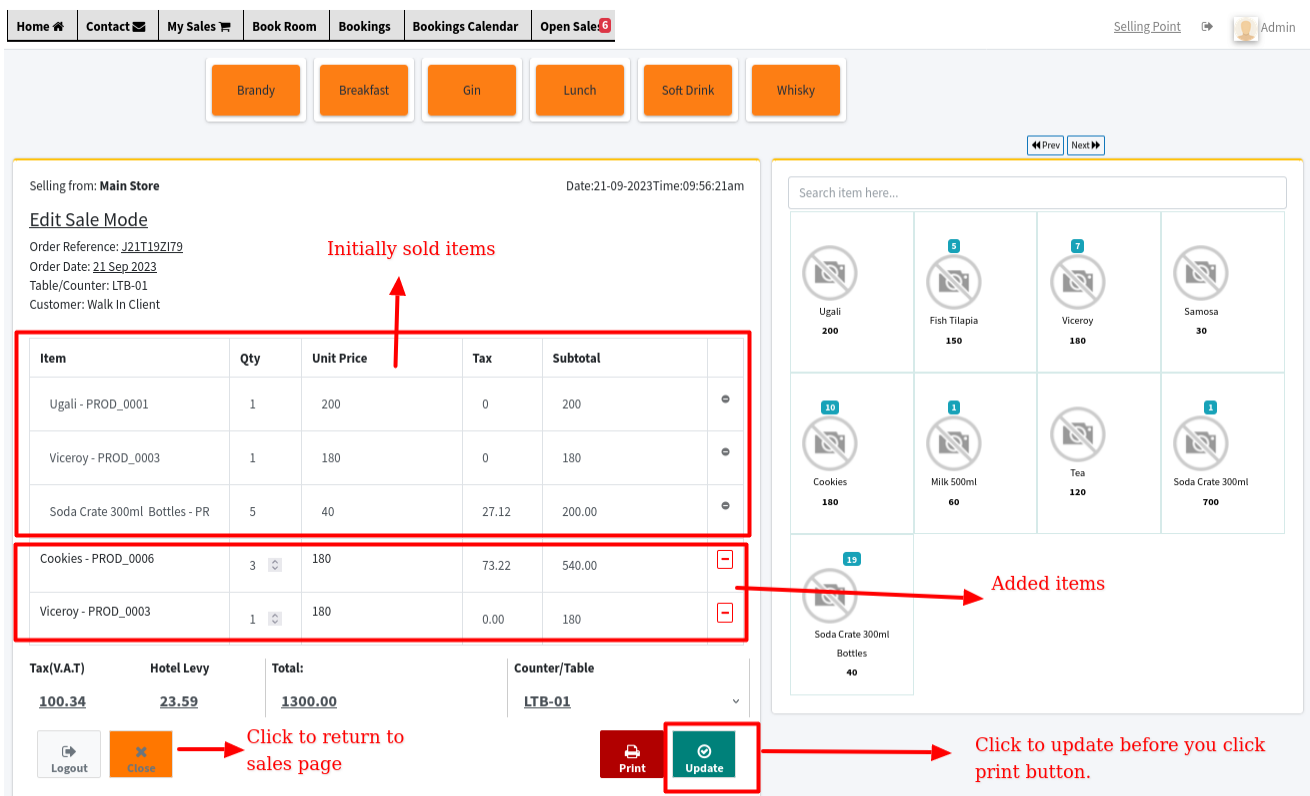 Home Contact My Sales Book Room Bookings Bookings Calendar Open Sales 6 Selling Point Admin
Brandy Breakfast Gin Lunch Soft Drink Whisky
Prev Next
Selling from: Main Store Date:21-09-2023Time:09:56:21am
Edit Sale Mode
Order Reference: J21T19ZI79
Order Date: 21 Sep 2023
Table/Counter: LTB-01
Customer: Walk In Client
Initially sold items
Item Qty Unit Price Tax Subtotal
Ugali - PROD_0001 1 200 0 200
Viceroy - PROD_0003 1 180 0 180
Soda Crate 300ml Bottles - PR 5 40 27.12 200.00
Cookies - PROD_0006 3 180 73.22 540.00
Viceroy - PROD_0003 1 180 0.00 180
Tax(V.A.T) Hotel Levy Total: Counter/Table
100.34 23.59 1300.00 LTB-01
Logout Close Print Update
Click to return to
sales page
Search item here...
5 7
Ugali Fish Tilapia Viceroy Samosa
200 150 180 30
10 1 1
Cookies Milk 500ml Tea Soda Crate 300ml
180 60 120 700
19
Soda Crate 300ml
Bottles
40
Added items
Click to update before you click
print button.